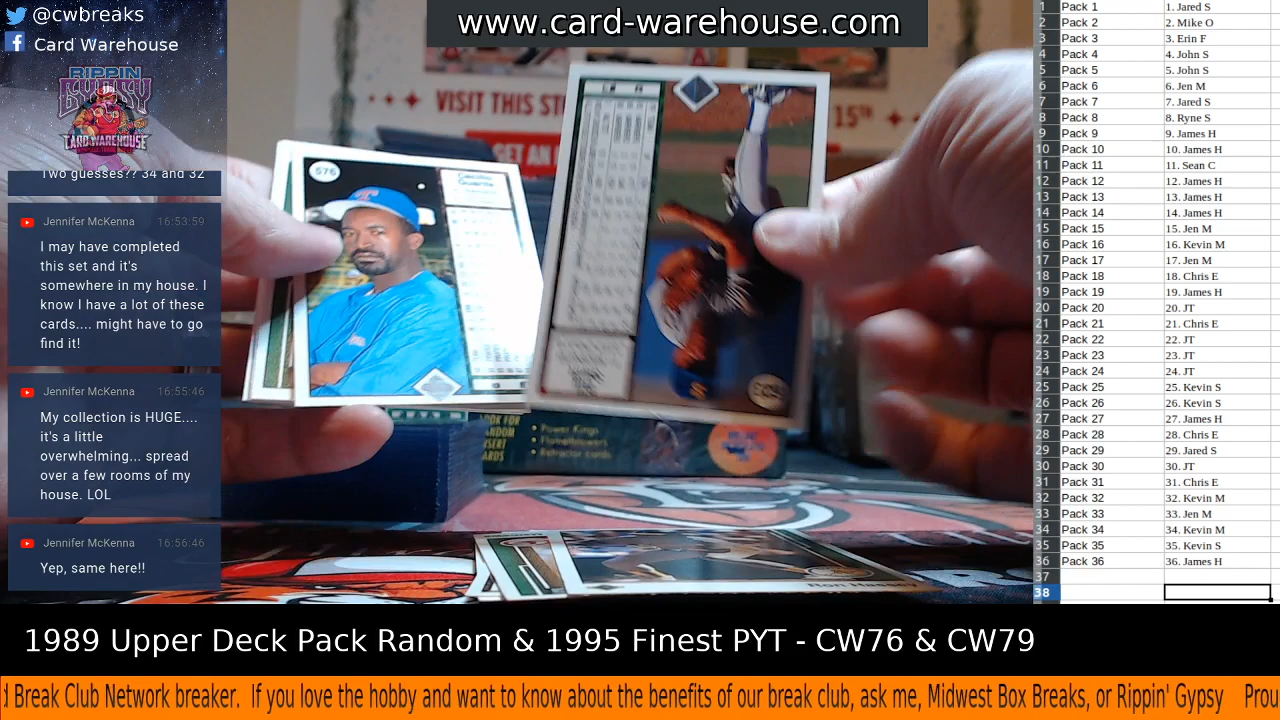 @cwbreaks
Card Warehouse
RIPPIN
GYPSY
CARD WAREHOUSE
www.card-warehouse.com
VISIT THIS
15TH
GET AN
Two guesses?? 34 and 32
Jennifer McKenna 16:53:59
I may have completed
this set and it's
somewhere in my house. I
know I have a lot of these
cards.... might have to go
find it!
Jennifer McKenna 16:55:46
My collection is HUGE....
it's a little
overwhelming... spread
over a few rooms of my
house. LOL
Jennifer McKenna 16:56:46
Yep, same here!!
576
Cecilio
Guante
• Power Kings
• Flamethrowers
• Refractor cards
1 Pack 1 1. Jared S
2 Pack 2 2. Mike O
3 Pack 3 3. Erin F
4 Pack 4 4. John S
5 Pack 5 5. John S
6 Pack 6 6. Jen M
7 Pack 7 7. Jared S
8 Pack 8 8. Ryne S
9 Pack 9 9. James H
10 Pack 10 10. James H
11 Pack 11 11. Sean C
12 Pack 12 12. James H
13 Pack 13 13. James H
14 Pack 14 14. James H
15 Pack 15 15. Jen M
16 Pack 16 16. Kevin M
17 Pack 17 17. Jen M
18 Pack 18 18. Chris E
19 Pack 19 19. James H
20 Pack 20 20. JT
21 Pack 21 21. Chris E
22 Pack 22 22. JT
23 Pack 23 23. JT
24 Pack 24 24. JT
25 Pack 25 25. Kevin S
26 Pack 26 26. Kevin S
27 Pack 27 27. James H
28 Pack 28 28. Chris E
29 Pack 29 29. Jared S
30 Pack 30 30. JT
31 Pack 31 31. Chris E
32 Pack 32 32. Kevin M
33 Pack 33 33. Jen M
34 Pack 34 34. Kevin M
35 Pack 35 35. Kevin S
36 Pack 36 36. James H
37
38
1989 Upper Deck Pack Random & 1995 Finest PYT - CW76 & CW79
d Break Club Network breaker. If you love the hobby and want to know about the benefits of our break club, ask me, Midwest Box Breaks, or Rippin' Gypsy Prou